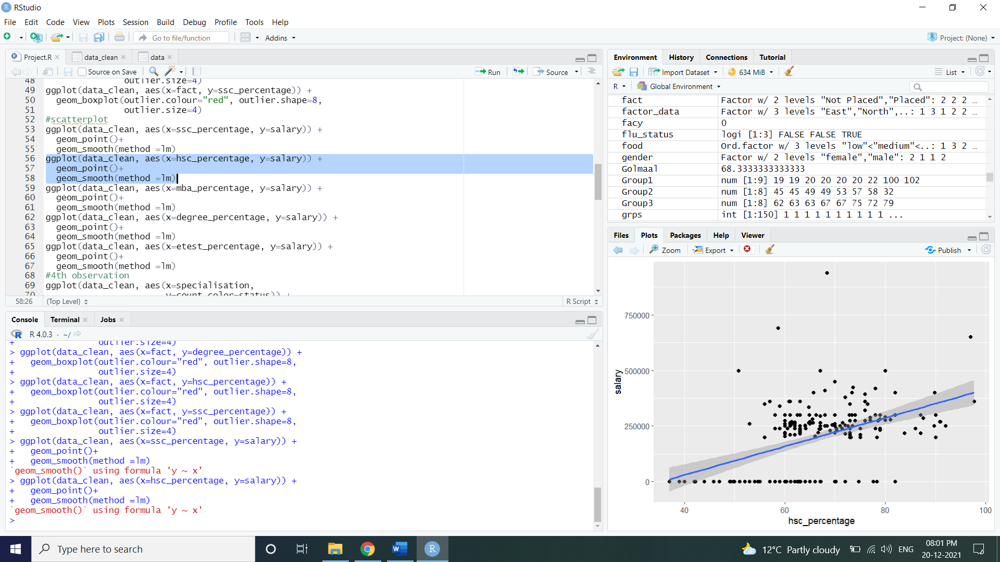 RStudio
File Edit Code View Plots Session Build Debug Profile Tools Help
Go to file/function Addins Project: (None)
Project.R data_clean data
Source on Save Run Source
48 outlier.size=4)
49 ggplot(data_clean, aes(x=fact, y=ssc_percentage)) +
50 geom_boxplot(outlier.colour="red", outlier.shape=8,
51 outlier.size=4)
52 #scatterplot
53 ggplot(data_clean, aes(x=ssc_percentage, y=salary)) +
54 geom_point()+
55 geom_smooth(method =lm)
56 ggplot(data_clean, aes(x=hsc_percentage, y=salary)) +
57 geom_point()+
58 geom_smooth(method =lm)
59 ggplot(data_clean, aes(x=mba_percentage, y=salary)) +
60 geom_point()+
61 geom_smooth(method =lm)
62 ggplot(data_clean, aes(x=degree_percentage, y=salary)) +
63 geom_point()+
64 geom_smooth(method =lm)
65 ggplot(data_clean, aes(x=etest_percentage, y=salary)) +
66 geom_point()+
67 geom_smooth(method =lm)
68 #4th observation
69 ggplot(data_clean, aes(x=specialisation,
70 y=count,color=status)) +
58:26 (Top Level) R Script
Console Terminal Jobs
R 4.0.3 · ~/
+ outlier.size=4)
> ggplot(data_clean, aes(x=fact, y=degree_percentage)) +
+ geom_boxplot(outlier.colour="red", outlier.shape=8,
+ outlier.size=4)
> ggplot(data_clean, aes(x=fact, y=hsc_percentage)) +
+ geom_boxplot(outlier.colour="red", outlier.shape=8,
+ outlier.size=4)
> ggplot(data_clean, aes(x=fact, y=ssc_percentage)) +
+ geom_boxplot(outlier.colour="red", outlier.shape=8,
+ outlier.size=4)
> ggplot(data_clean, aes(x=ssc_percentage, y=salary)) +
+ geom_point()+
+ geom_smooth(method =lm)
`geom_smooth()` using formula 'y ~ x'
> ggplot(data_clean, aes(x=hsc_percentage, y=salary)) +
+ geom_point()+
+ geom_smooth(method =lm)
`geom_smooth()` using formula 'y ~ x'
>
Environment History Connections Tutorial
Import Dataset 634 MiB List
R Global Environment
fact Factor w/ 2 levels "Not Placed","Placed": 2 2 2 …
factor_data Factor w/ 3 levels "East","North",..: 1 3 1 2 2 …
facy 0
flu_status logi [1:3] FALSE FALSE TRUE
food Ord.factor w/ 3 levels "low"<"medium"<..: 1 3 2 …
gender Factor w/ 2 levels "female","male": 2 1 1 2
Golmaal 68.3333333333333
Group1 num [1:9] 19 19 20 20 20 20 22 100 102
Group2 num [1:8] 45 45 49 49 53 57 58 32
Group3 num [1:8] 62 63 63 67 67 75 72 79
grps int [1:150] 1 1 1 1 1 1 1 1 1 1 ...
Files Plots Packages Help Viewer
Zoom Export Publish
750000
500000
250000
0
salary
40 60 80 100
hsc_percentage
Type here to search
12°C Partly cloudy ENG
08:01 PM
20-12-2021